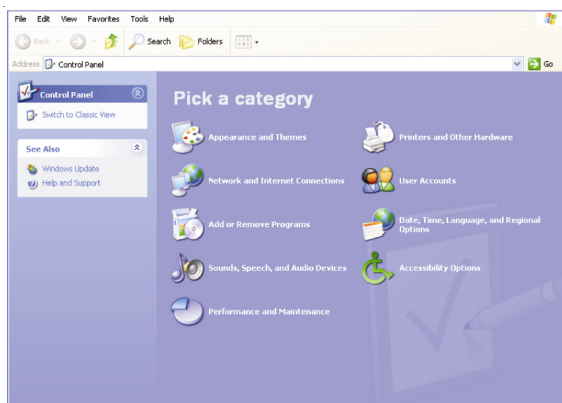 File Edit View Favorites Tools Help
Back Search Folders
Address Control Panel Go
Control Panel
Switch to Classic View
See Also
Windows Update
Help and Support
Pick a category
Appearance and Themes
Printers and Other Hardware
Network and Internet Connections
User Accounts
Add or Remove Programs
Date, Time, Language, and Regional
Options
Sounds, Speech, and Audio Devices
Accessibility Options
Performance and Maintenance